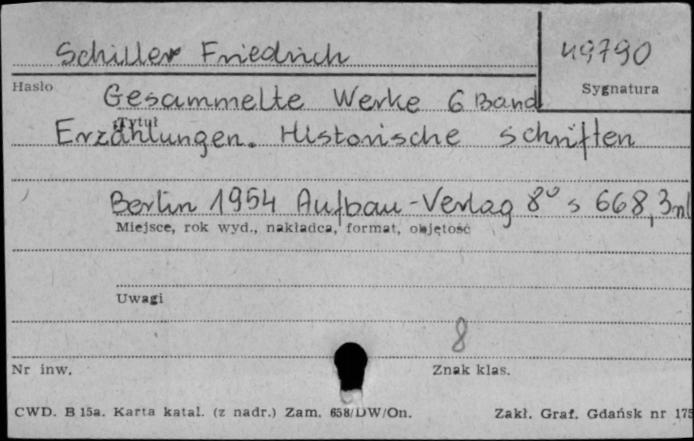 Schiller Friedrich 49790
Hasło Sygnatura
Gesammelte Werke 6 Band
Tytuł
Erzählungen. Historische Schriften
Berlin 1954 Aufbau-Verlag 8° s 668, 3nl
Miejsce, rok wyd., nakładca, format, objętość
Uwagi
8
Nr inw. Znak klas.
CWD. B 15a. Karta katal. (z nadr.) Zam. 658/DW/On. Zakł. Graf. Gdańsk nr 175